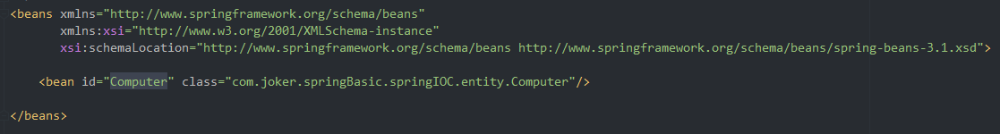 <beans xmlns="http://www.springframework.org/schema/beans"
xmlns:xsi="http://www.w3.org/2001/XMLSchema-instance"
xsi:schemaLocation="http://www.springframework.org/schema/beans http://www.springframework.org/schema/beans/spring-beans-3.1.xsd">
<bean id="Computer" class="com.joker.springBasic.springIOC.entity.Computer"/>
</beans>